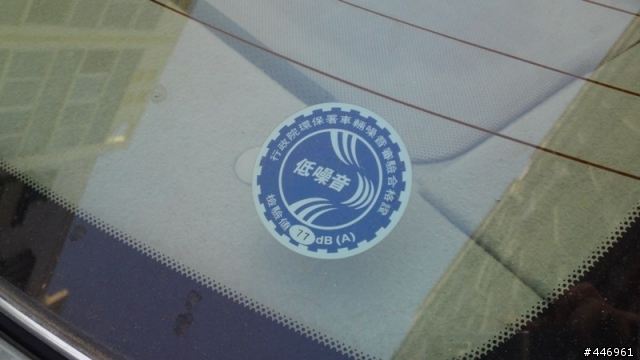 行政院環保署車輛噪音審驗合格證
低噪音
檢驗值 77 dB (A)
#446961